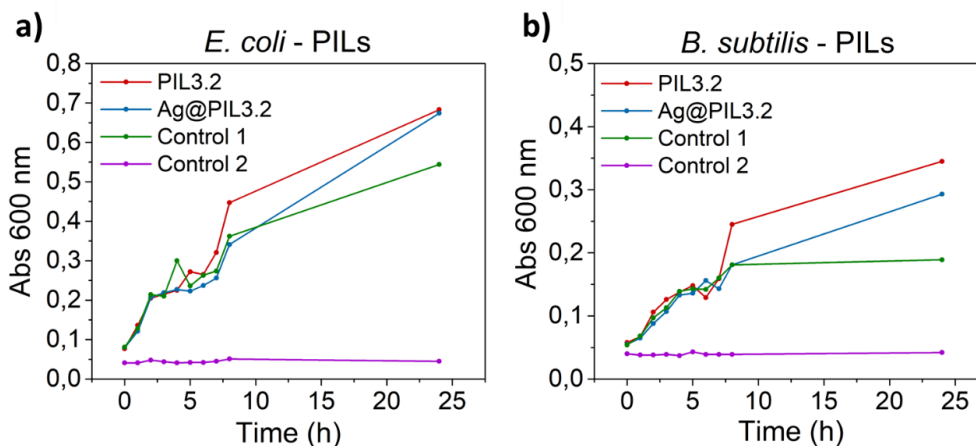 a)
E. coli - PILs
PIL3.2
Ag@PIL3.2
Control 1
Control 2
Abs 600 nm
0,8
0,7
0,6
0,5
0,4
0,3
0,2
0,1
0,0
0 5 10 15 20 25
Time (h)
b)
B. subtilis - PILs
PIL3.2
Ag@PIL3.2
Control 1
Control 2
Abs 600 nm
0,5
0,4
0,3
0,2
0,1
0,0
0 5 10 15 20 25
Time (h)